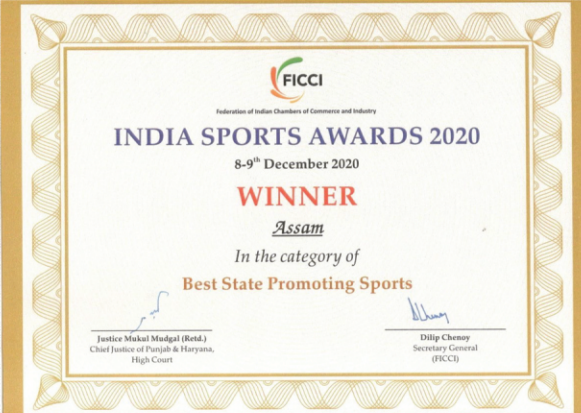 FICCI
Federation of Indian Chambers of Commerce and Industry
INDIA SPORTS AWARDS 2020
8-9th December 2020
WINNER
Assam
In the category of
Best State Promoting Sports
Justice Mukul Mudgal (Retd.)
Chief Justice of Punjab & Haryana,
High Court
Dilip Chenoy
Secretary General
(FICCI)